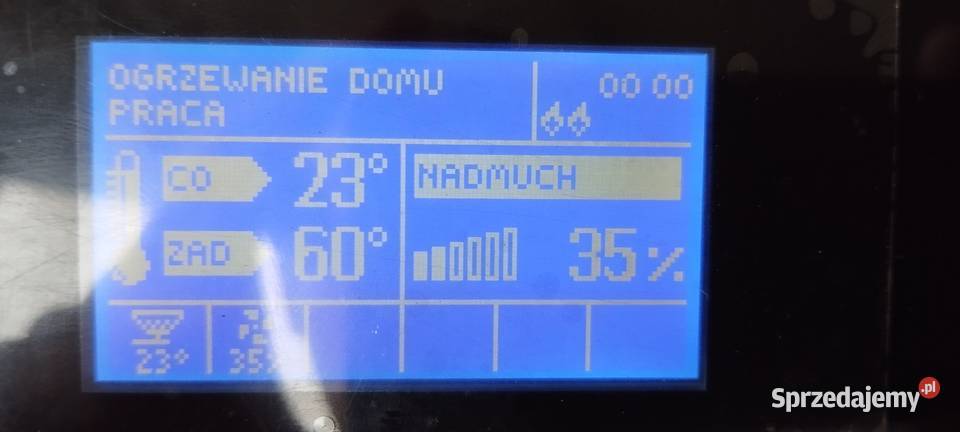 OGRZEWANIE DOMU
PRACA
00 00
CO 23°
ZAD 60°
NADMUCH
35%
23° 35%
Sprzedajemy.pl